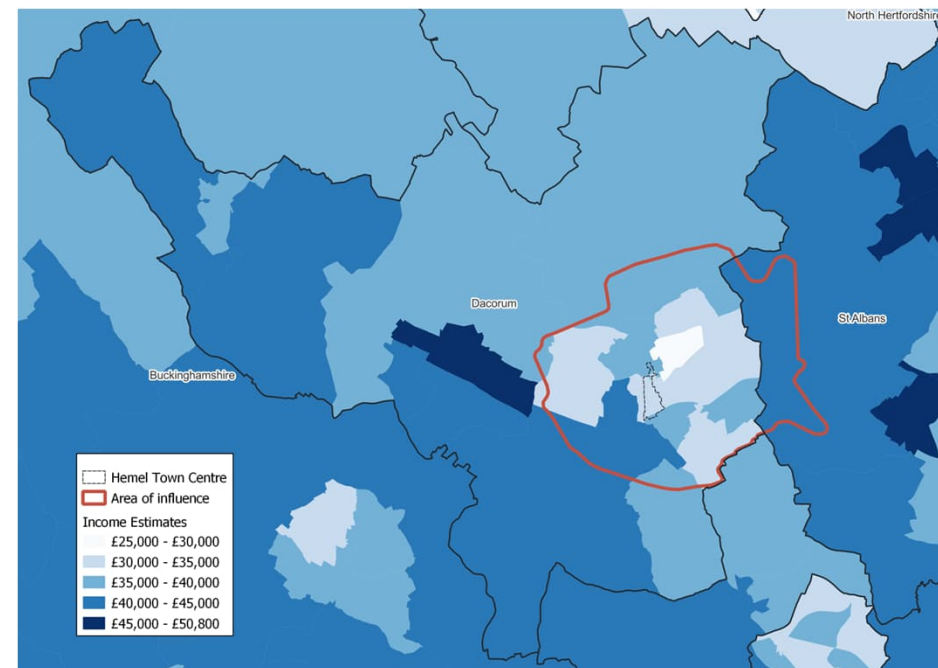 North Hertfordshire
Dacorum
St Albans
Buckinghamshire
Hemel Town Centre
Area of influence
Income Estimates
£25,000 - £30,000
£30,000 - £35,000
£35,000 - £40,000
£40,000 - £45,000
£45,000 - £50,800